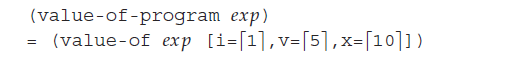 (value-of-program exp)
= (value-of exp [i=⌈1⌉,v=⌈5⌉,x=⌈10⌉])